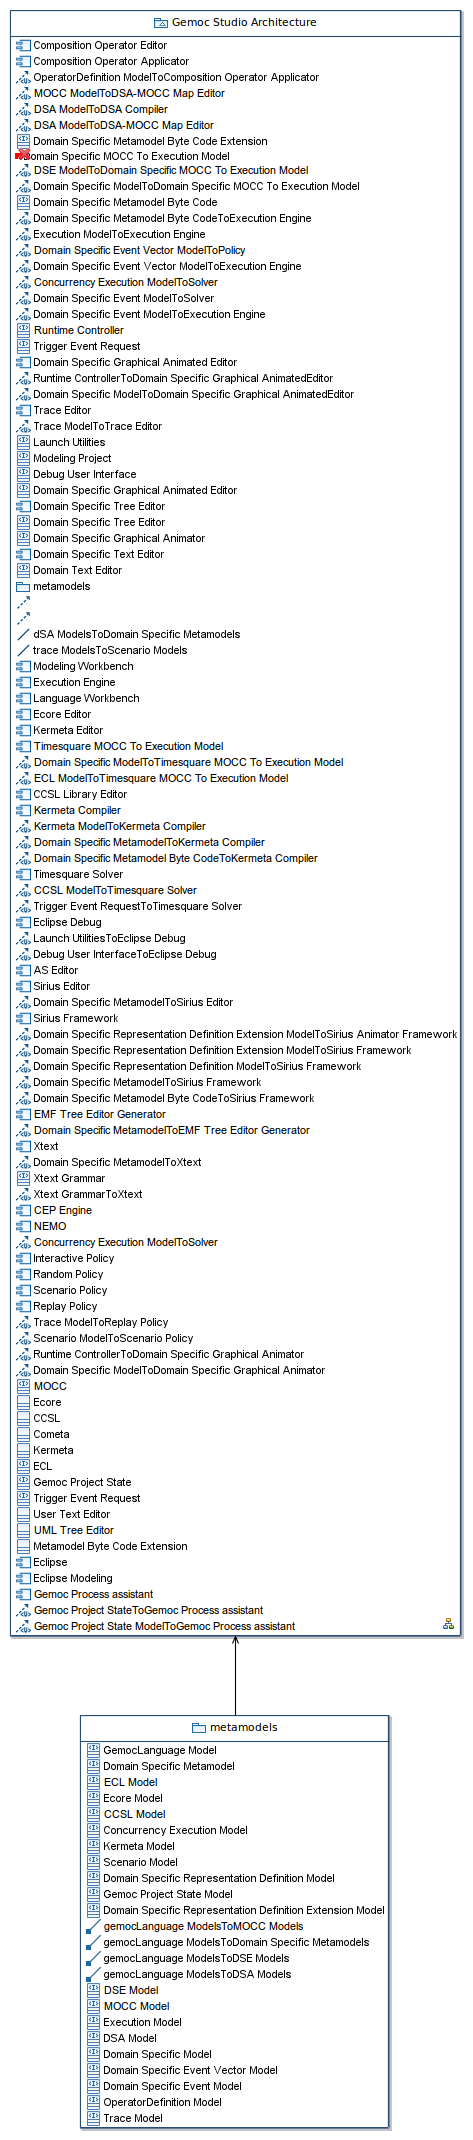 Gemoc Studio Architecture
Composition Operator Editor
Composition Operator Applicator
OperatorDefinition ModelToComposition Operator Applicator
MOCC ModelToDSA-MOCC Map Editor
DSA ModelToDSA Compiler
DSA ModelToDSA-MOCC Map Editor
Domain Specific Metamodel Byte Code Extension
Domain Specific MOCC To Execution Model
DSE ModelToDomain Specific MOCC To Execution Model
Domain Specific ModelToDomain Specific MOCC To Execution Model
Domain Specific Metamodel Byte Code
Domain Specific Metamodel Byte CodeToExecution Engine
Execution ModelToExecution Engine
Domain Specific Event Vector ModelToPolicy
Domain Specific Event Vector ModelToExecution Engine
Concurrency Execution ModelToSolver
Domain Specific Event ModelToSolver
Domain Specific Event ModelToExecution Engine
Runtime Controller
Trigger Event Request
Domain Specific Graphical Animated Editor
Runtime ControllerToDomain Specific Graphical AnimatedEditor
Domain Specific ModelToDomain Specific Graphical AnimatedEditor
Trace Editor
Trace ModelToTrace Editor
Launch Utilities
Modeling Project
Debug User Interface
Domain Specific Graphical Animated Editor
Domain Specific Tree Editor
Domain Specific Tree Editor
Domain Specific Graphical Animator
Domain Specific Text Editor
Domain Text Editor
metamodels
dSA ModelsToDomain Specific Metamodels
trace ModelsToScenario Models
Modeling Workbench
Execution Engine
Language Workbench
Ecore Editor
Kermeta Editor
Timesquare MOCC To Execution Model
Domain Specific ModelToTimesquare MOCC To Execution Model
ECL ModelToTimesquare MOCC To Execution Model
CCSL Library Editor
Kermeta Compiler
Kermeta ModelToKermeta Compiler
Domain Specific MetamodelToKermeta Compiler
Domain Specific Metamodel Byte CodeToKermeta Compiler
Timesquare Solver
CCSL ModelToTimesquare Solver
Trigger Event RequestToTimesquare Solver
Eclipse Debug
Launch UtilitiesToEclipse Debug
Debug User InterfaceToEclipse Debug
AS Editor
Sirius Editor
Domain Specific MetamodelToSirius Editor
Sirius Framework
Domain Specific Representation Definition Extension ModelToSirius Animator Framework
Domain Specific Representation Definition Extension ModelToSirius Framework
Domain Specific Representation Definition ModelToSirius Framework
Domain Specific MetamodelToSirius Framework
Domain Specific Metamodel Byte CodeToSirius Framework
EMF Tree Editor Generator
Domain Specific MetamodelToEMF Tree Editor Generator
Xtext
Domain Specific MetamodelToXtext
Xtext Grammar
Xtext GrammarToXtext
CEP Engine
NEMO
Concurrency Execution ModelToSolver
Interactive Policy
Random Policy
Scenario Policy
Replay Policy
Trace ModelToReplay Policy
Scenario ModelToScenario Policy
Runtime ControllerToDomain Specific Graphical Animator
Domain Specific ModelToDomain Specific Graphical Animator
MOCC
Ecore
CCSL
Cometa
Kermeta
ECL
Gemoc Project State
Trigger Event Request
User Text Editor
UML Tree Editor
Metamodel Byte Code Extension
Eclipse
Eclipse Modeling
Gemoc Process assistant
Gemoc Project StateToGemoc Process assistant
Gemoc Project State ModelToGemoc Process assistant
metamodels
GemocLanguage Model
Domain Specific Metamodel
ECL Model
Ecore Model
CCSL Model
Concurrency Execution Model
Kermeta Model
Scenario Model
Domain Specific Representation Definition Model
Gemoc Project State Model
Domain Specific Representation Definition Extension Model
gemocLanguage ModelsToMOCC Models
gemocLanguage ModelsToDomain Specific Metamodels
gemocLanguage ModelsToDSE Models
gemocLanguage ModelsToDSA Models
DSE Model
MOCC Model
Execution Model
DSA Model
Domain Specific Model
Domain Specific Event Vector Model
Domain Specific Event Model
OperatorDefinition Model
Trace Model